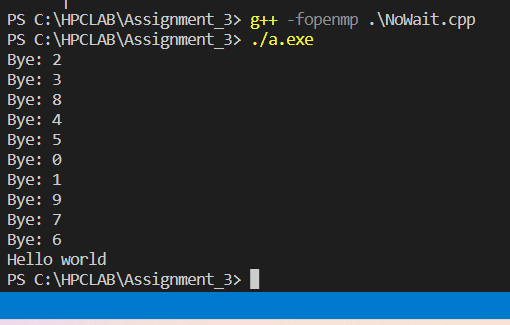 PS C:\HPCLAB\Assignment_3> g++ -fopenmp .\NoWait.cpp
PS C:\HPCLAB\Assignment_3> ./a.exe
Bye: 2
Bye: 3
Bye: 8
Bye: 4
Bye: 5
Bye: 0
Bye: 1
Bye: 9
Bye: 7
Bye: 6
Hello world
PS C:\HPCLAB\Assignment_3>